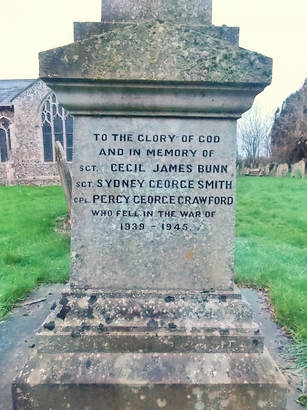 TO THE GLORY OF GOD
AND IN MEMORY OF
SGT. CECIL JAMES BUNN
SGT. SYDNEY GEORGE SMITH
CPL. PERCY GEORGE CRAWFORD
WHO FELL IN THE WAR OF
1939 - 1945.